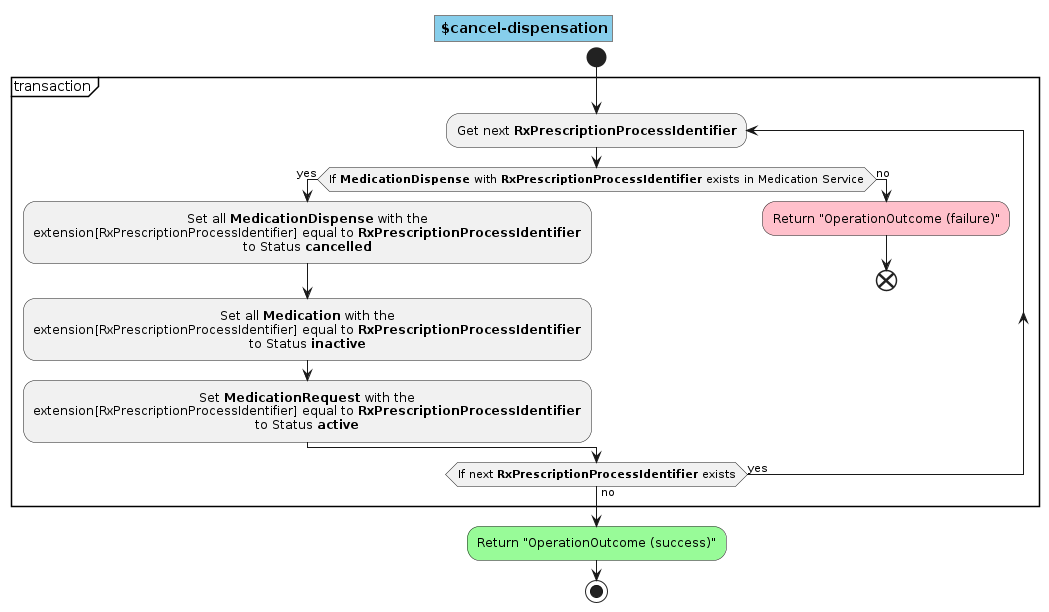 $cancel-dispensation
transaction
Get next RxPrescriptionProcessIdentifier
yes
If MedicationDispense with RxPrescriptionProcessIdentifier exists in Medication Service
no
Set all MedicationDispense with the
extension[RxPrescriptionProcessIdentifier] equal to RxPrescriptionProcessIdentifier
to Status cancelled
Return "OperationOutcome (failure)"
Set all Medication with the
extension[RxPrescriptionProcessIdentifier] equal to RxPrescriptionProcessIdentifier
to Status inactive
Set MedicationRequest with the
extension[RxPrescriptionProcessIdentifier] equal to RxPrescriptionProcessIdentifier
to Status active
If next RxPrescriptionProcessIdentifier exists
yes
no
Return "OperationOutcome (success)"